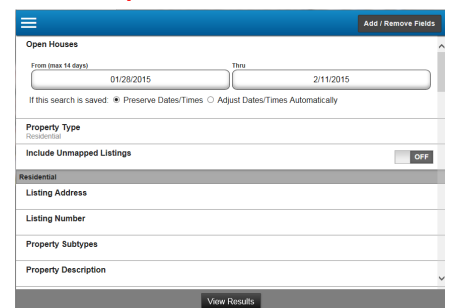 Add / Remove Fields
Open Houses
From (max 14 days) Thru
01/28/2015 2/11/2015
If this search is saved: Preserve Dates/Times Adjust Dates/Times Automatically
Property Type
Residential
Include Unmapped Listings OFF
Residential
Listing Address
Listing Number
Property Subtypes
Property Description
View Results